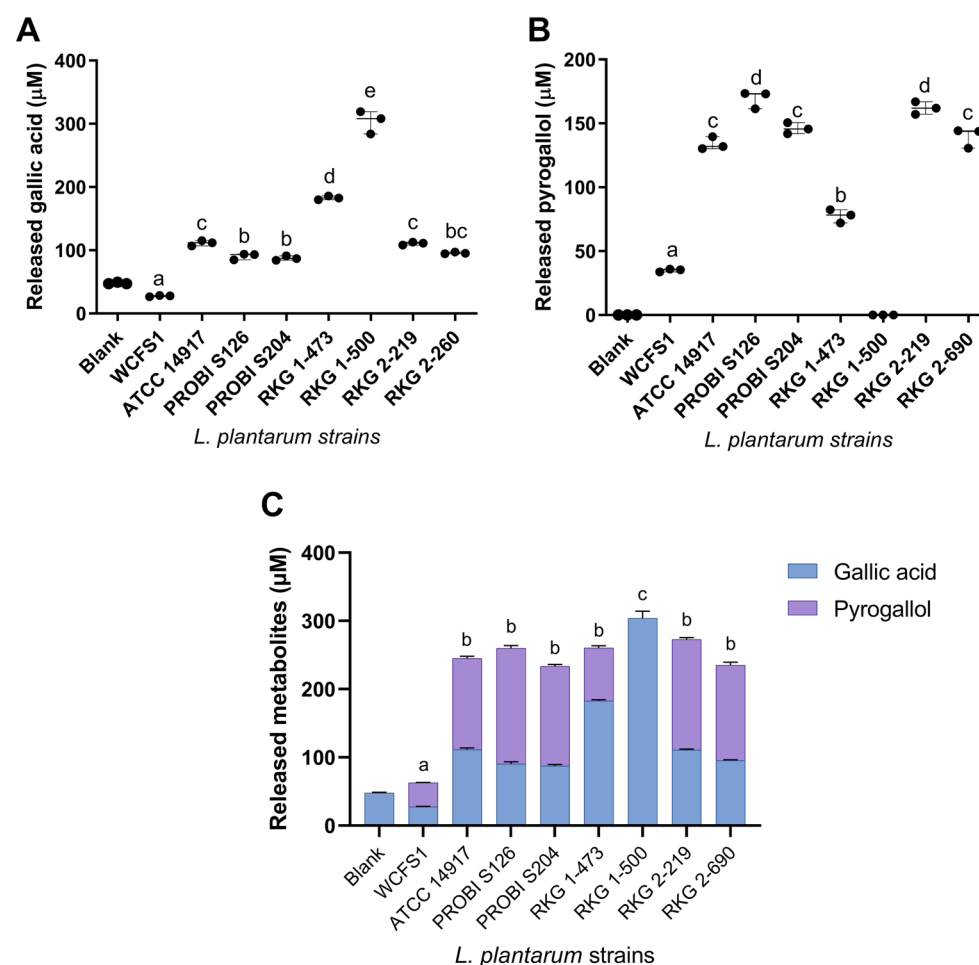 A
Released gallic acid (μM)
400
300
200
100
0
a
c
b
b
d
e
c
bc
Blank
WCFS1
ATCC 14917
PROBI S126
PROBI S204
RKG 1-473
RKG 1-500
RKG 2-219
RKG 2-260
L. plantarum strains
B
Released pyrogallol (μM)
200
150
100
50
0
a
c
d
c
b
d
c
Blank
WCFS1
ATCC 14917
PROBI S126
PROBI S204
RKG 1-473
RKG 1-500
RKG 2-219
RKG 2-690
L. plantarum strains
C
Released metabolites (μM)
400
300
200
100
0
a
b
b
b
b
c
b
b
Blank
WCFS1
ATCC 14917
PROBI S126
PROBI S204
RKG 1-473
RKG 1-500
RKG 2-219
RKG 2-690
L. plantarum strains
Gallic acid
Pyrogallol